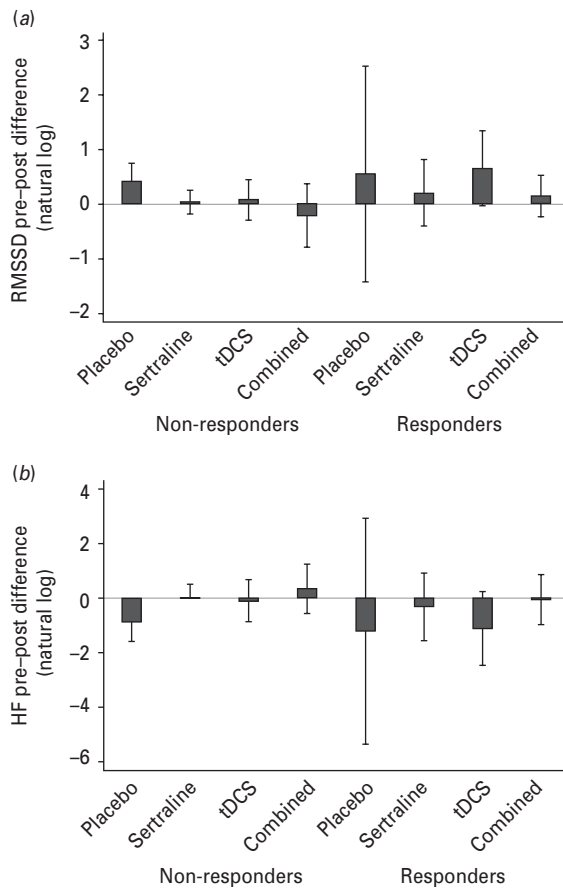 (a)
RMSSD pre–post difference
(natural log)
3
2
1
0
–1
–2
Placebo
Sertraline
tDCS
Combined
Placebo
Sertraline
tDCS
Combined
Non-responders
Responders
(b)
HF pre–post difference
(natural log)
4
2
0
–2
–4
–6
Placebo
Sertraline
tDCS
Combined
Placebo
Sertraline
tDCS
Combined
Non-responders
Responders